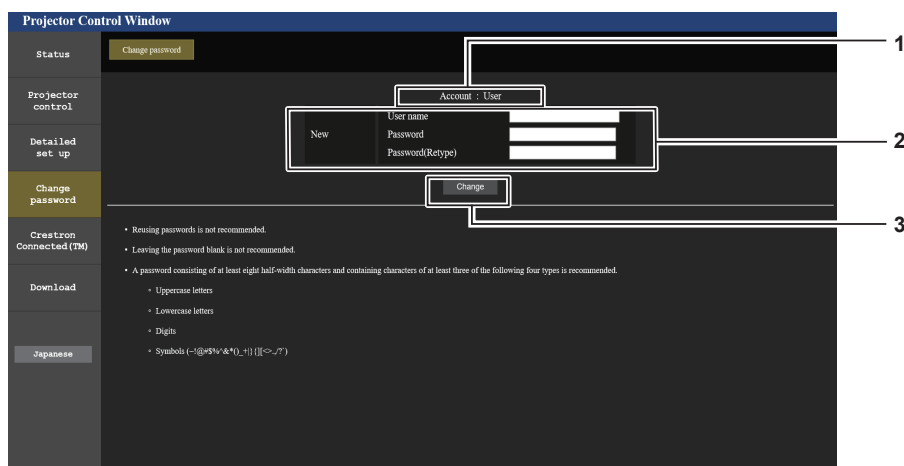 Projector Control Window
Status
Change password
1
Projector
control
Account : User
User name
New
Password
2
Password(Retype)
Detailed
set up
Change
password
Change
3
Crestron
Connected(TM)
• Reusing passwords is not recommended.
• Leaving the password blank is not recommended.
• A password consisting of at least eight half-width characters and containing characters of at least three of the following four types is recommended.
Download
◦ Uppercase letters
◦ Lowercase letters
◦ Digits
Japanese
◦ Symbols (~!@#$%^&*()_+|}{][<>.,/?`)